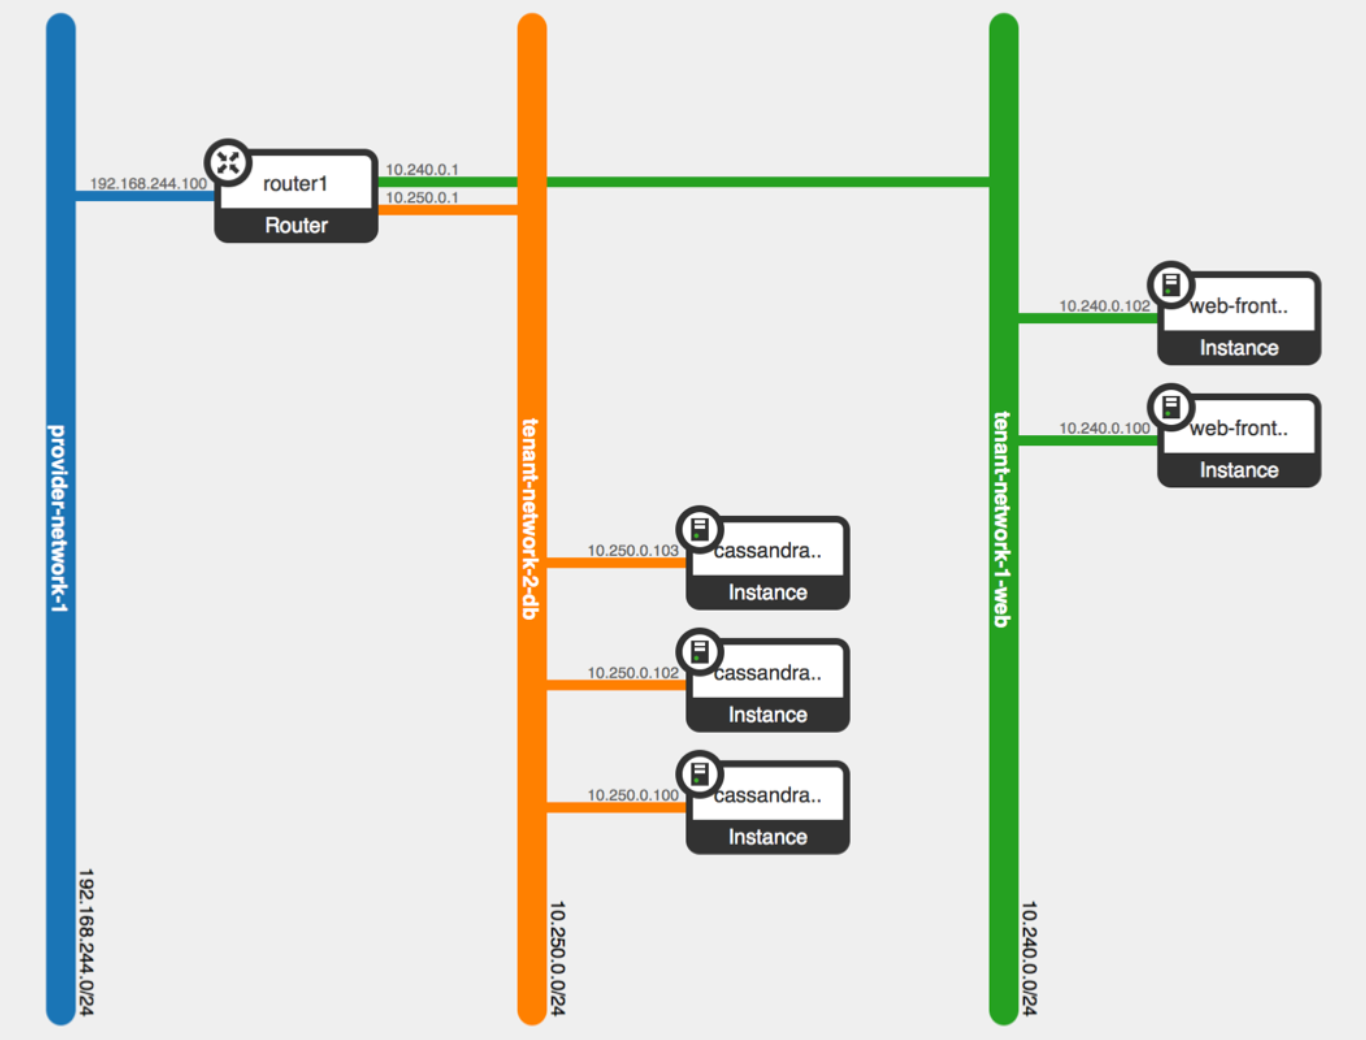 192.168.244.100
router1
Router
10.240.0.1
10.250.0.1
10.240.0.102
web-front..
Instance
10.240.0.100
web-front..
Instance
provider-network-1
tenant-network-2-db
tenant-network-1-web
10.250.0.103
cassandra..
Instance
10.250.0.102
cassandra..
Instance
10.250.0.100
cassandra..
Instance
192.168.244.0/24
10.250.0.0/24
10.240.0.0/24